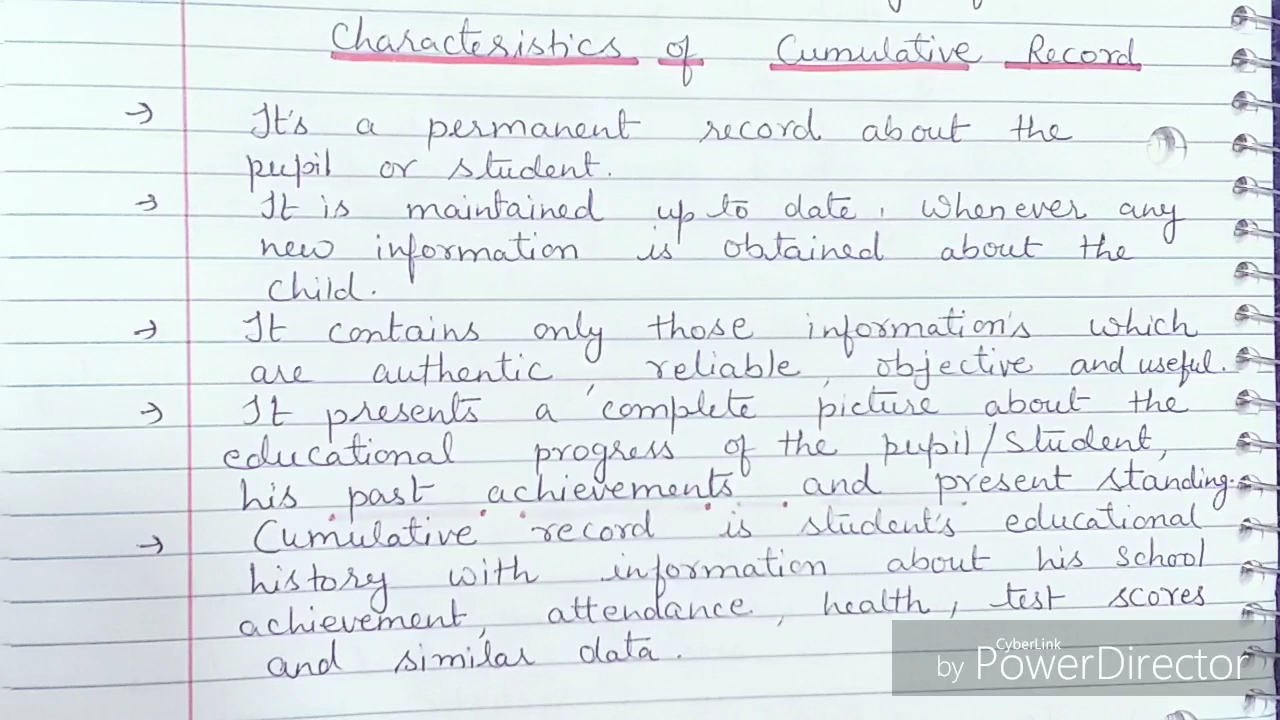 Characteristics of Cumulative Record
→ It's a permanent record about the
pupil or student.
→ It is maintained up to date, whenever any
new information is obtained about the
child.
→ It contains only those information's which
are authentic, reliable, objective and useful.
→ It presents a complete picture about the
educational progress of the pupil/student,
his past achievements and present standing.
→ Cumulative record is student's educational
history with information about his school
achievement, attendance, health, test scores
and similar data.
CyberLink
by PowerDirector